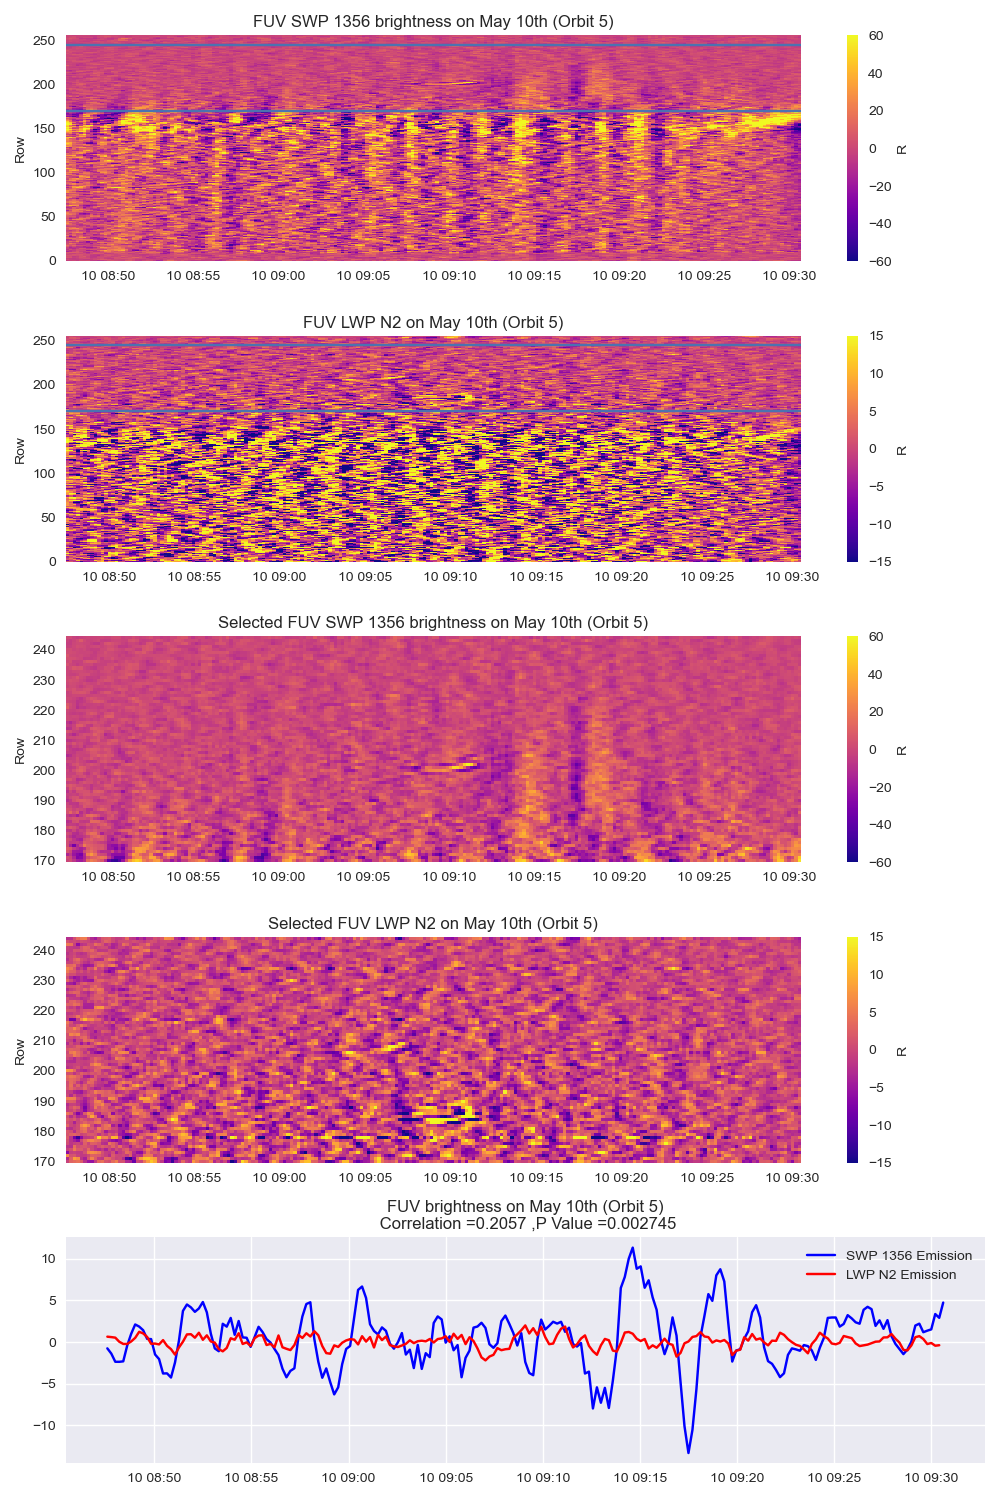 FUV SWP 1356 brightness on May 10th (Orbit 5)
250
200
150
100
50
0
Row
10 08:50 10 08:55 10 09:00 10 09:05 10 09:10 10 09:15 10 09:20 10 09:25 10 09:30
60
40
20
0
−20
−40
−60
R
FUV LWP N2 on May 10th (Orbit 5)
250
200
150
100
50
0
Row
10 08:50 10 08:55 10 09:00 10 09:05 10 09:10 10 09:15 10 09:20 10 09:25 10 09:30
15
10
5
0
−5
−10
−15
R
Selected FUV SWP 1356 brightness on May 10th (Orbit 5)
240
230
220
210
200
190
180
170
Row
10 08:50 10 08:55 10 09:00 10 09:05 10 09:10 10 09:15 10 09:20 10 09:25 10 09:30
60
40
20
0
−20
−40
−60
R
Selected FUV LWP N2 on May 10th (Orbit 5)
240
230
220
210
200
190
180
170
Row
10 08:50 10 08:55 10 09:00 10 09:05 10 09:10 10 09:15 10 09:20 10 09:25 10 09:30
15
10
5
0
−5
−10
−15
R
FUV brightness on May 10th (Orbit 5)
Correlation =0.2057 ,P Value =0.002745
10
5
0
−5
−10
SWP 1356 Emission
LWP N2 Emission
10 08:50 10 08:55 10 09:00 10 09:05 10 09:10 10 09:15 10 09:20 10 09:25 10 09:30